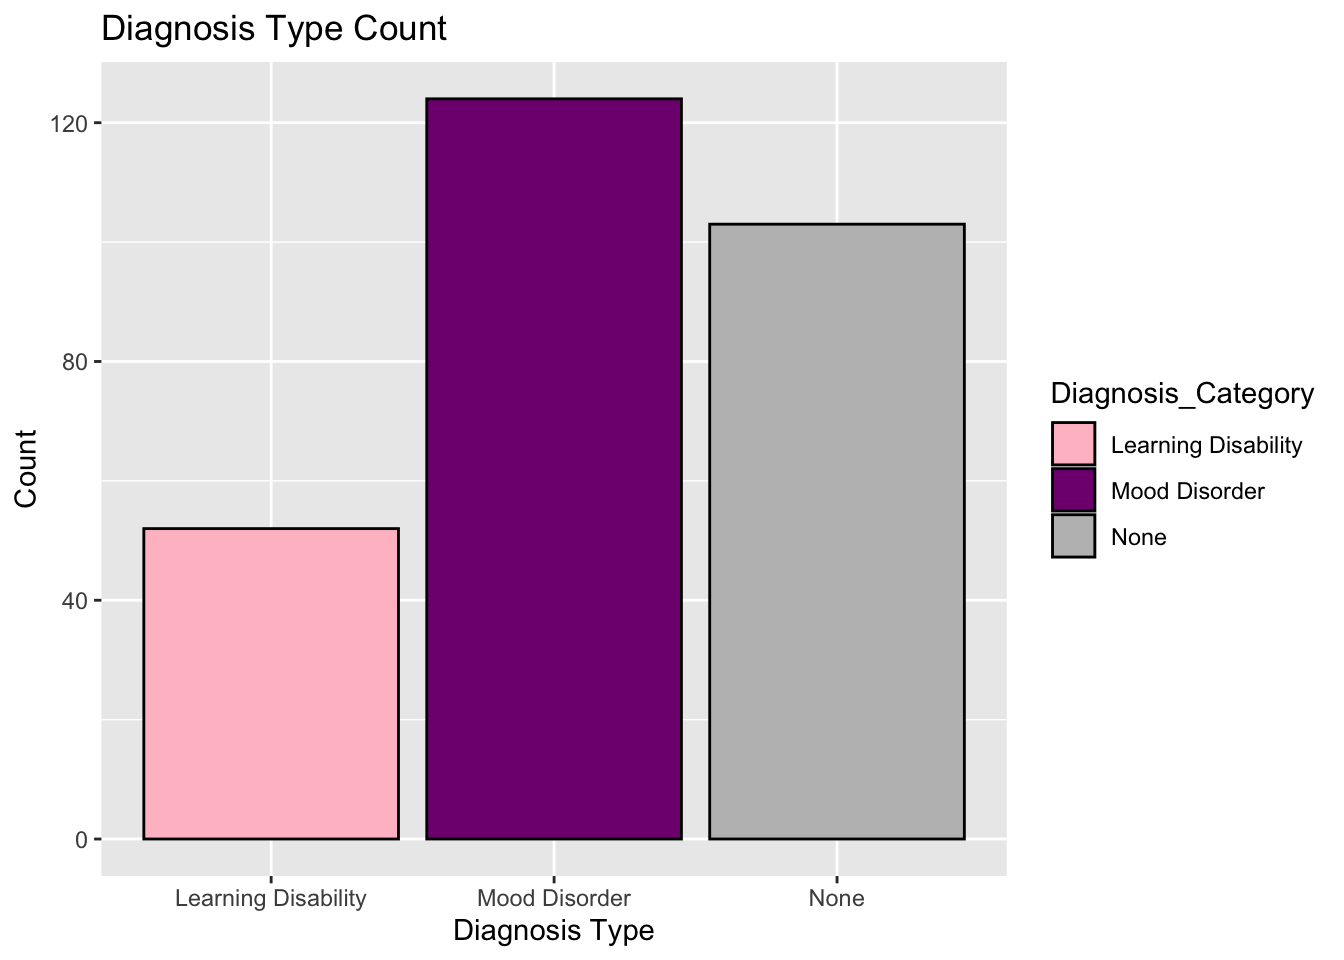 Diagnosis Type Count
120
80
40
0
Count
Learning Disability
Mood Disorder
None
Diagnosis Type
Diagnosis_Category
Learning Disability
Mood Disorder
None